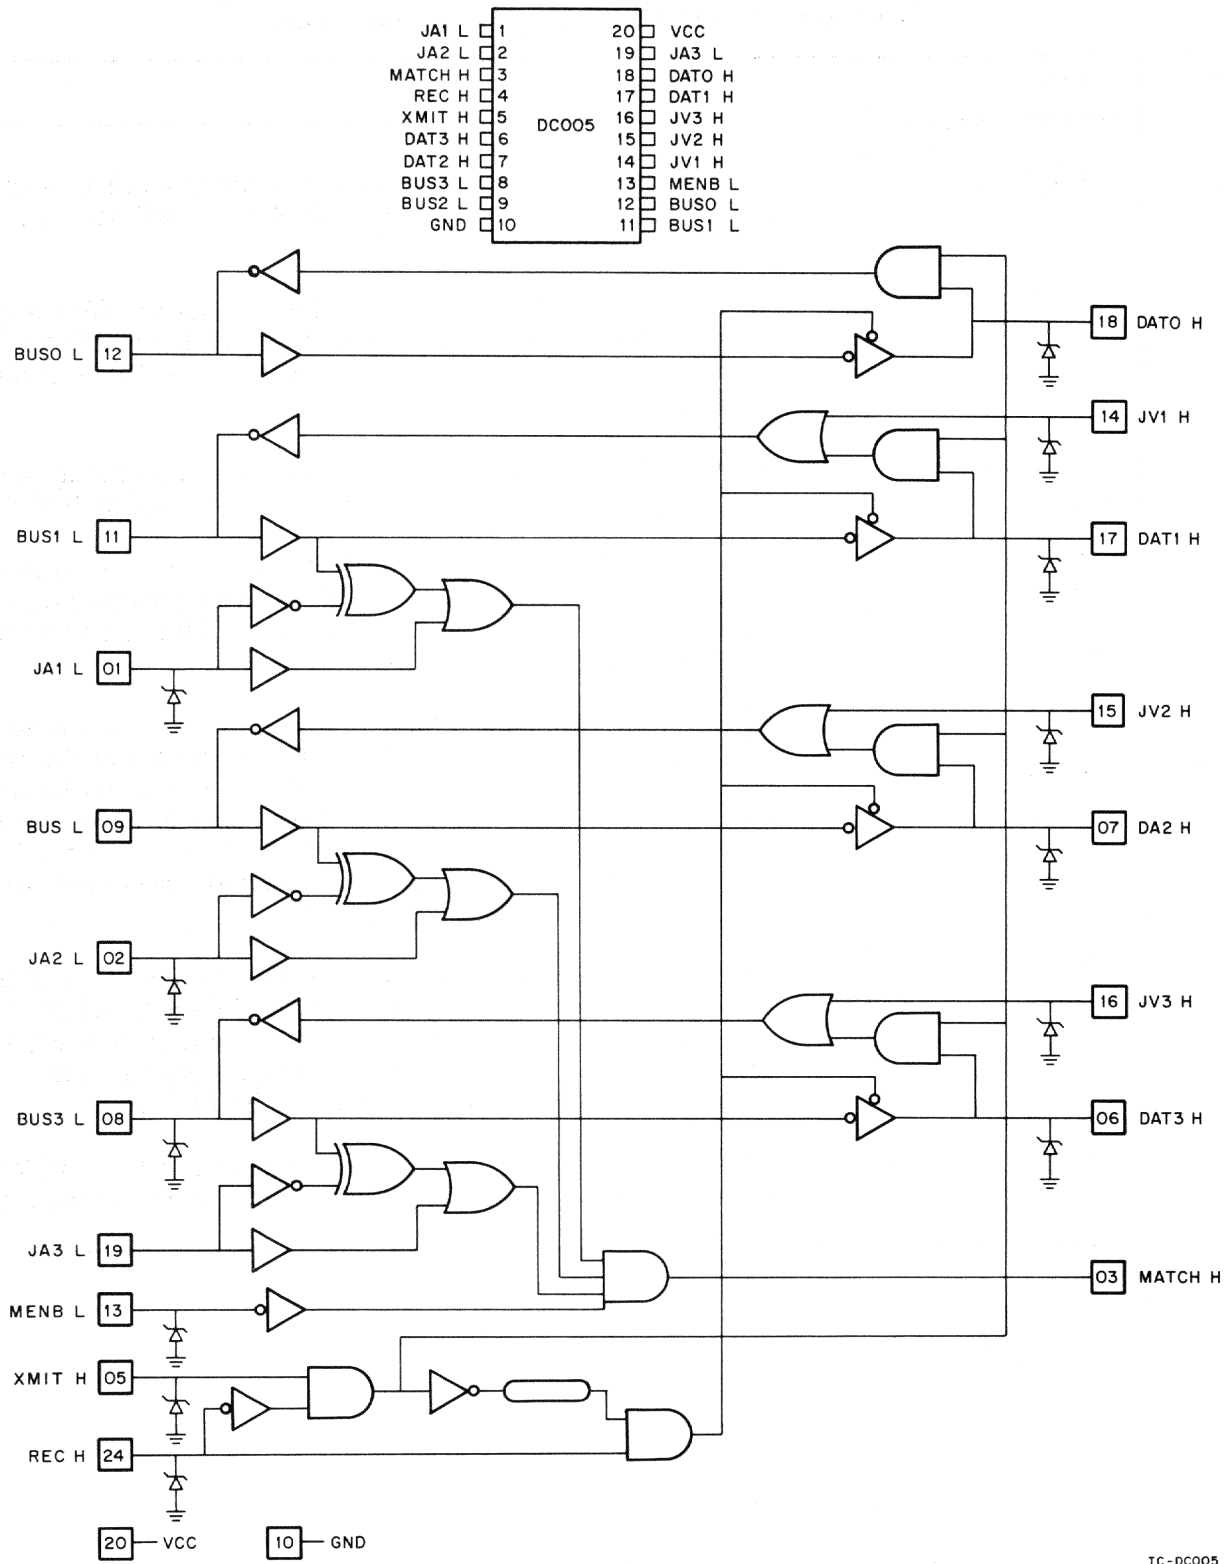 JA1 L 1 20 VCC
JA2 L 2 19 JA3 L
MATCH H 3 18 DAT0 H
REC H 4 17 DAT1 H
XMIT H 5 DC005 16 JV3 H
DAT3 H 6 15 JV2 H
DAT2 H 7 14 JV1 H
BUS3 L 8 13 MENB L
BUS2 L 9 12 BUS0 L
GND 10 11 BUS1 L
18 DAT0 H
BUS0 L 12
14 JV1 H
BUS1 L 11 17 DAT1 H
JA1 L 01
15 JV2 H
BUS L 09 07 DA2 H
JA2 L 02
16 JV3 H
BUS3 L 08 06 DAT3 H
JA3 L 19
03 MATCH H
MENB L 13
XMIT H 05
REC H 24
20 VCC 10 GND
TC-DC005